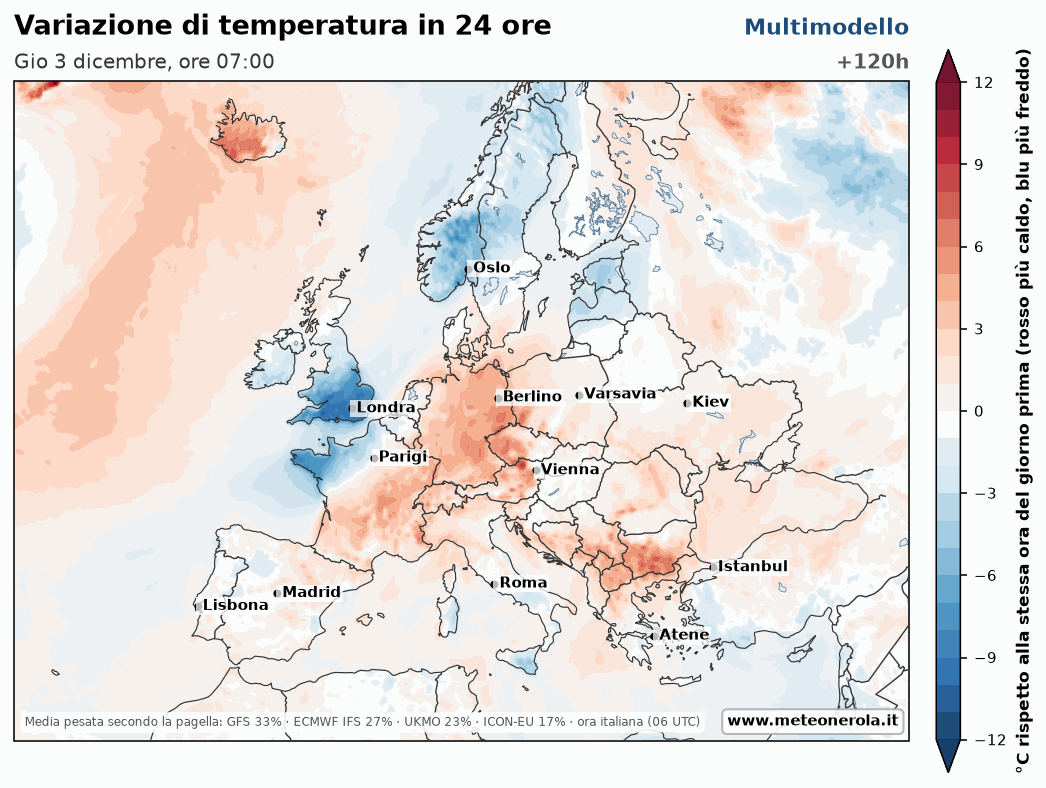 Variazione di temperatura in 24 ore
Multimodello
Gio 3 dicembre, ore 07:00
+120h
Oslo
Londra
Berlino
Varsavia
Kiev
Parigi
Vienna
Istanbul
Roma
Madrid
Lisbona
Atene
Media pesata secondo la pagella: GFS 33% · ECMWF IFS 27% · UKMO 23% · ICON-EU 17% · ora italiana (06 UTC)
www.meteonerola.it
12
9
6
3
0
−3
−6
−9
−12
°C rispetto alla stessa ora del giorno prima (rosso più caldo, blu più freddo)